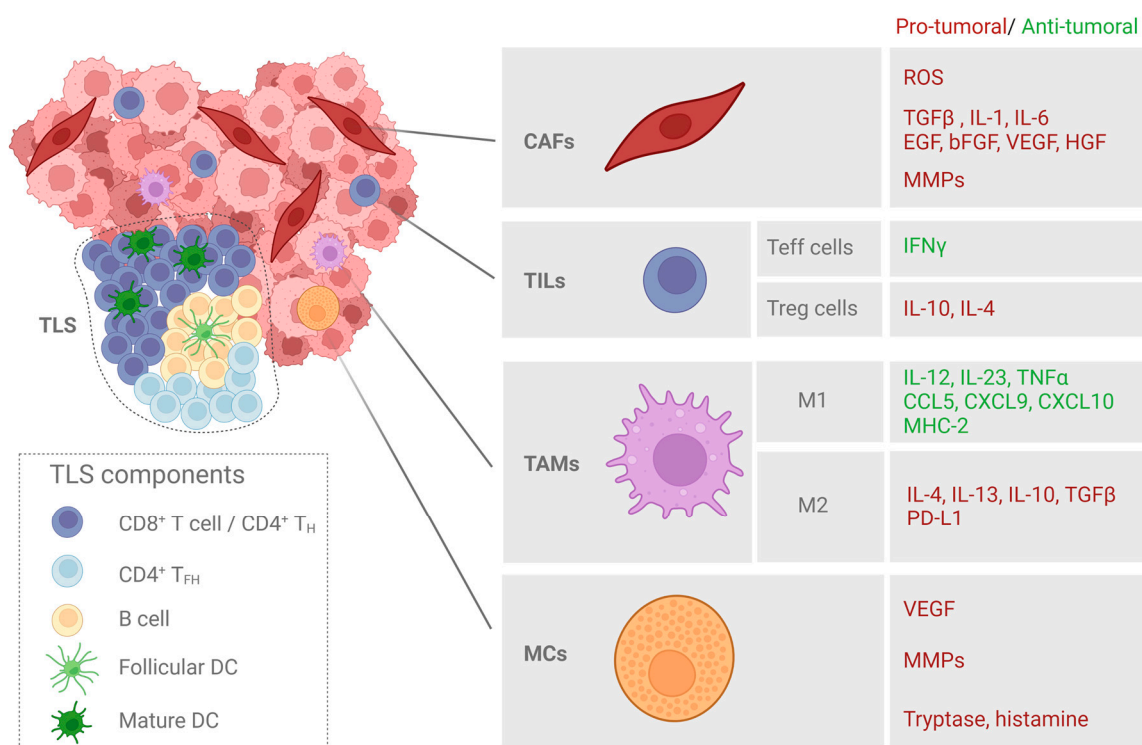 Pro-tumoral/ Anti-tumoral
CAFs
ROS
TGFβ , IL-1, IL-6
EGF, bFGF, VEGF, HGF
MMPs
TILs
Teff cells
IFNγ
Treg cells
IL-10, IL-4
TAMs
M1
IL-12, IL-23, TNFα
CCL5, CXCL9, CXCL10
MHC-2
M2
IL-4, IL-13, IL-10, TGFβ
PD-L1
MCs
VEGF
MMPs
Tryptase, histamine
TLS
TLS components
CD8⁺ T cell / CD4⁺ T_H
CD4⁺ T_FH
B cell
Follicular DC
Mature DC